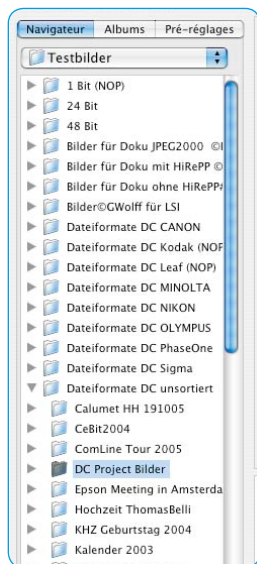 Navigateur Albums Pré-réglages
Testbilder
1 Bit (NOP)
24 Bit
48 Bit
Bilder für Doku JPEG2000 ©
Bilder für Doku mit HiRePP ©
Bilder für Doku ohne HiRePP
Bilder©GWolff für LSI
Dateiformate DC CANON
Dateiformate DC Kodak (NOP
Dateiformate DC Leaf (NOP)
Dateiformate DC MINOLTA
Dateiformate DC NIKON
Dateiformate DC OLYMPUS
Dateiformate DC PhaseOne
Dateiformate DC Sigma
Dateiformate DC unsortiert
Calumet HH 191005
CeBit2004
ComLine Tour 2005
DC Project Bilder
Epson Meeting in Amsterda
Hochzeit ThomasBelli
KHZ Geburtstag 2004
Kalender 2003